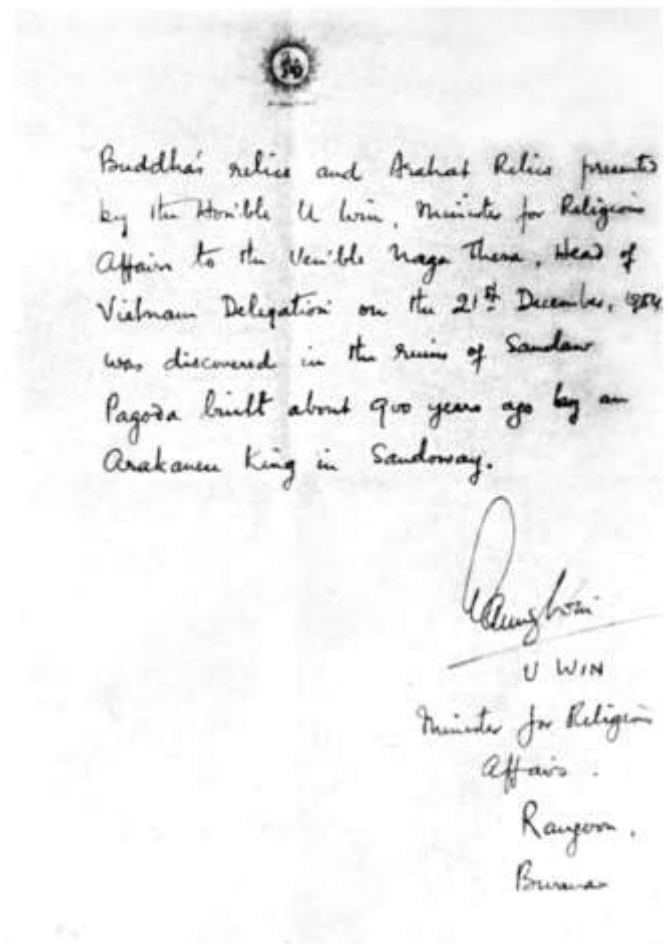 Buddha's relics and Arahat Relics presented
by the Hon'ble U Win, Minister for Religious
Affairs to the Ven'ble Naga Thera, Head of
Vietnam Delegation on the 21st December, 1954
was discovered in the ruins of Sandaw
Pagoda built about 900 years ago by an
Arakanese King in Sandoway.
U WIN
Minister for Religious
Affairs.
Rangoon,
Burma